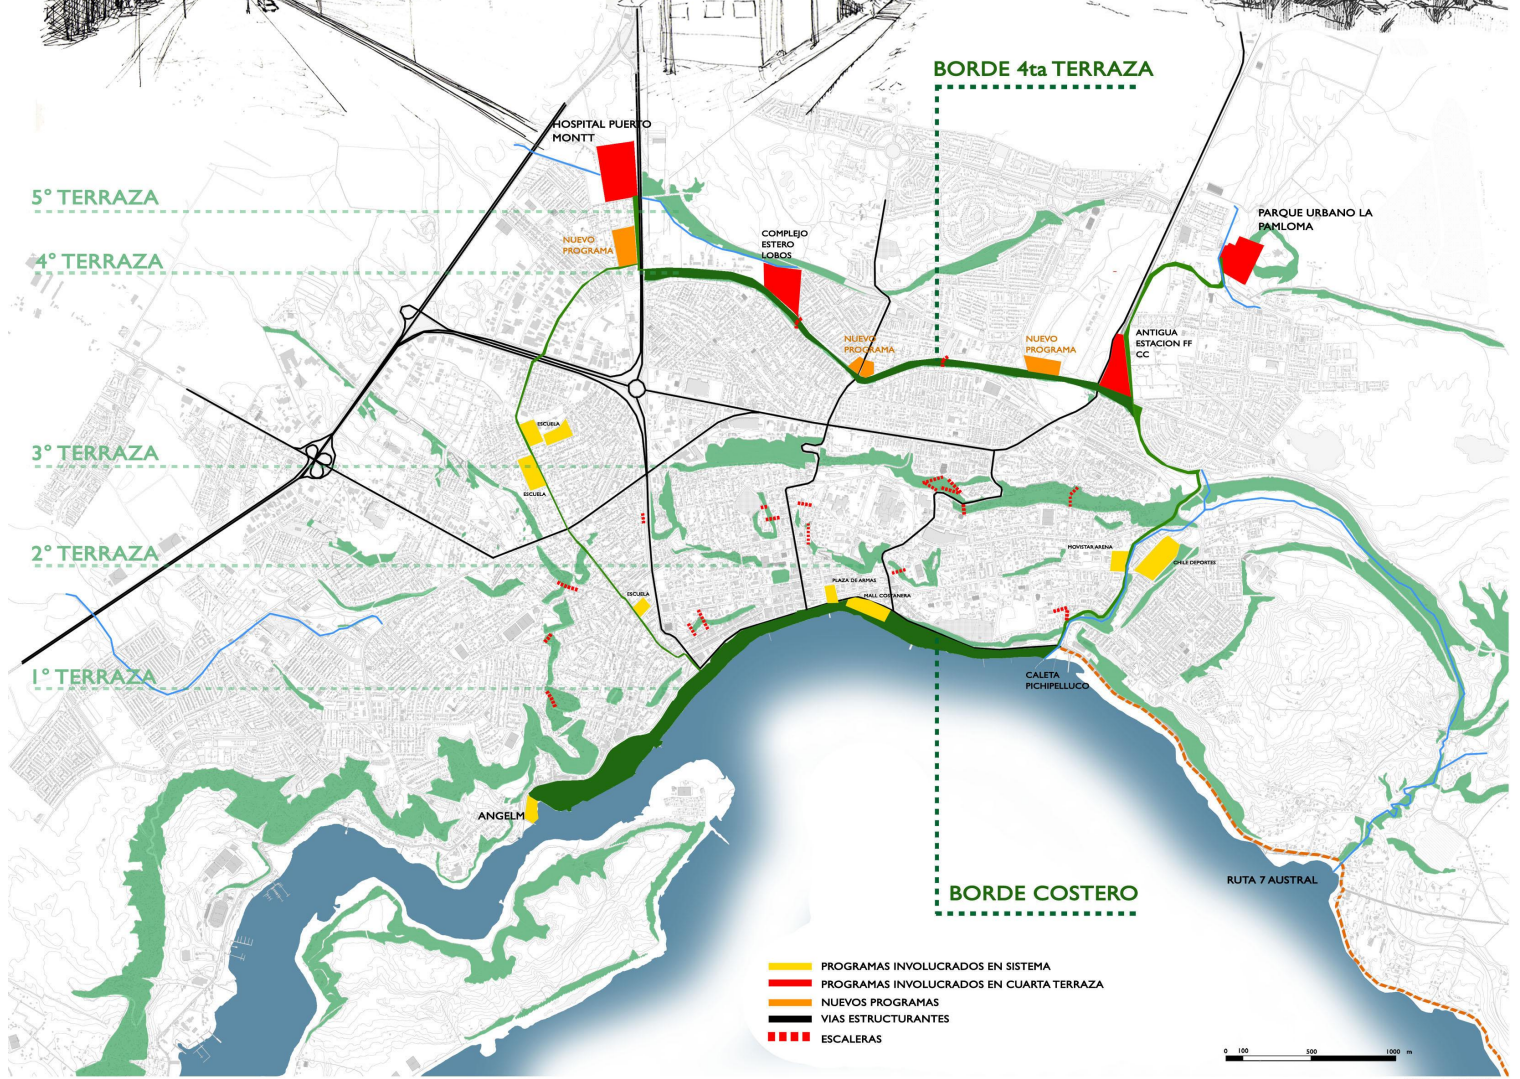 BORDE 4ta TERRAZA
HOSPITAL PUERTO
MONTT
5° TERRAZA
PARQUE URBANO LA
PAMLOMA
NUEVO
PROGRAMA
COMPLEJO
ESTERO
LOBOS
4° TERRAZA
NUEVO
PROGRAMA
NUEVO
PROGRAMA
ANTIGUA
ESTACION FF
CC
ESCUELA
3° TERRAZA
ESCUELA
2° TERRAZA
MOVISTAR ARENA
CHILE DEPORTES
PLAZA DE ARMAS
MALL COSTANERA
ESCUELA
1° TERRAZA
CALETA
PICHIPELLUCO
ANGELM
RUTA 7 AUSTRAL
BORDE COSTERO
PROGRAMAS INVOLUCRADOS EN SISTEMA
PROGRAMAS INVOLUCRADOS EN CUARTA TERRAZA
NUEVOS PROGRAMAS
VIAS ESTRUCTURANTES
ESCALERAS
0 100 500 1000 m